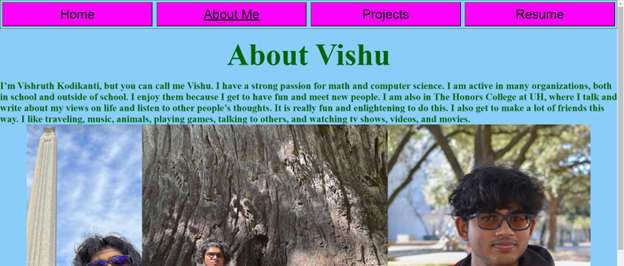 Home About Me Projects Resume
About Vishu
I'm Vishruth Kodikanti, but you can call me Vishu. I have a strong passion for math and computer science. I am active in many organizations, both
in school and outside of school. I enjoy them because I get to have fun and meet new people. I am also in The Honors College at UH, where I talk and
write about my views on life and listen to other people's thoughts. It is really fun and enlightening to do this. I also get to make a lot of friends this
way. I like traveling, music, animals, playing games, talking to others, and watching tv shows, videos, and movies.